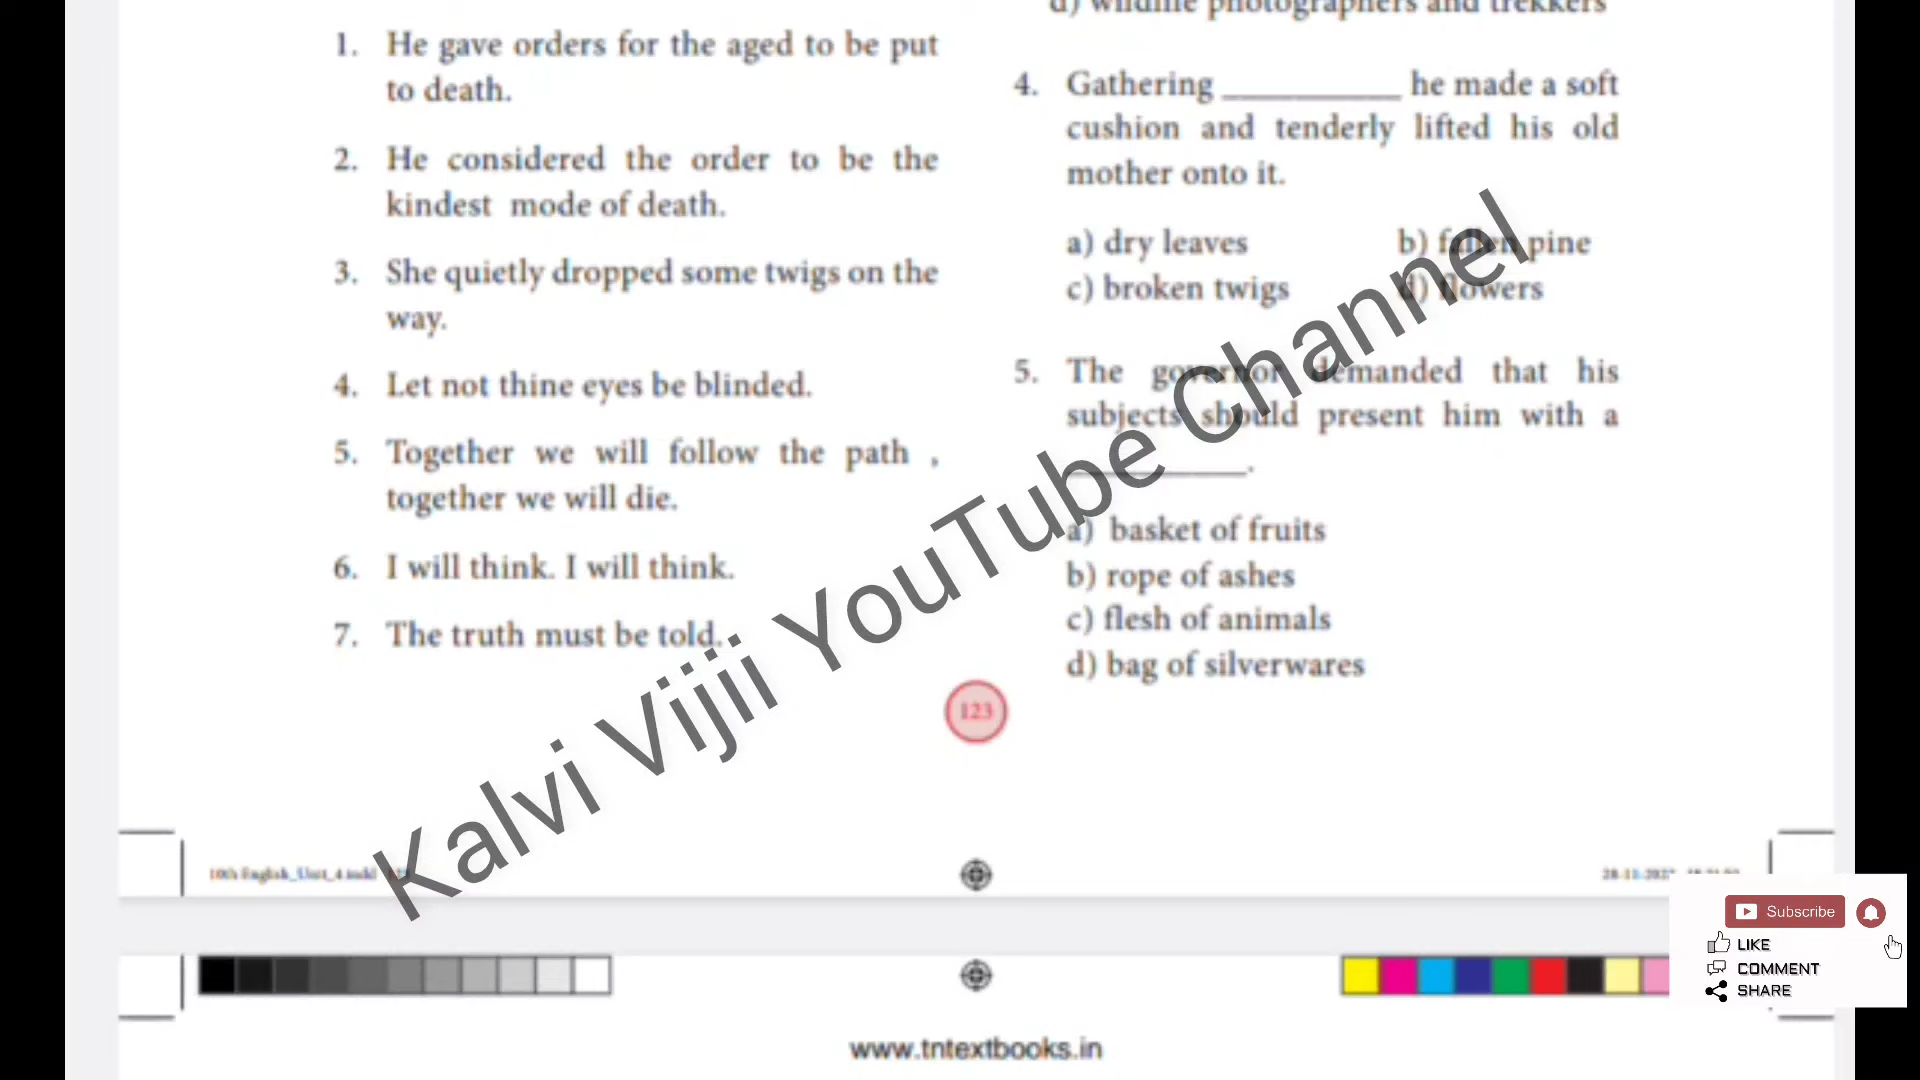 1. He gave orders for the aged to be put
to death.
2. He considered the order to be the
kindest mode of death.
3. She quietly dropped some twigs on the
way.
4. Let not thine eyes be blinded.
5. Together we will follow the path ,
together we will die.
6. I will think. I will think.
7. The truth must be told.
d) wildlife photographers and trekkers
4. Gathering ____________ he made a soft
cushion and tenderly lifted his old
mother onto it.
a) dry leaves b) fallen pine
c) broken twigs d) flowers
5. The governor demanded that his
subjects should present him with a
____________.
a) basket of fruits
b) rope of ashes
c) flesh of animals
d) bag of silverwares
123
Kalvi Vijii YouTube Channel
10th English_Unit_4.indd
Subscribe
LIKE
COMMENT
SHARE
www.tntextbooks.in